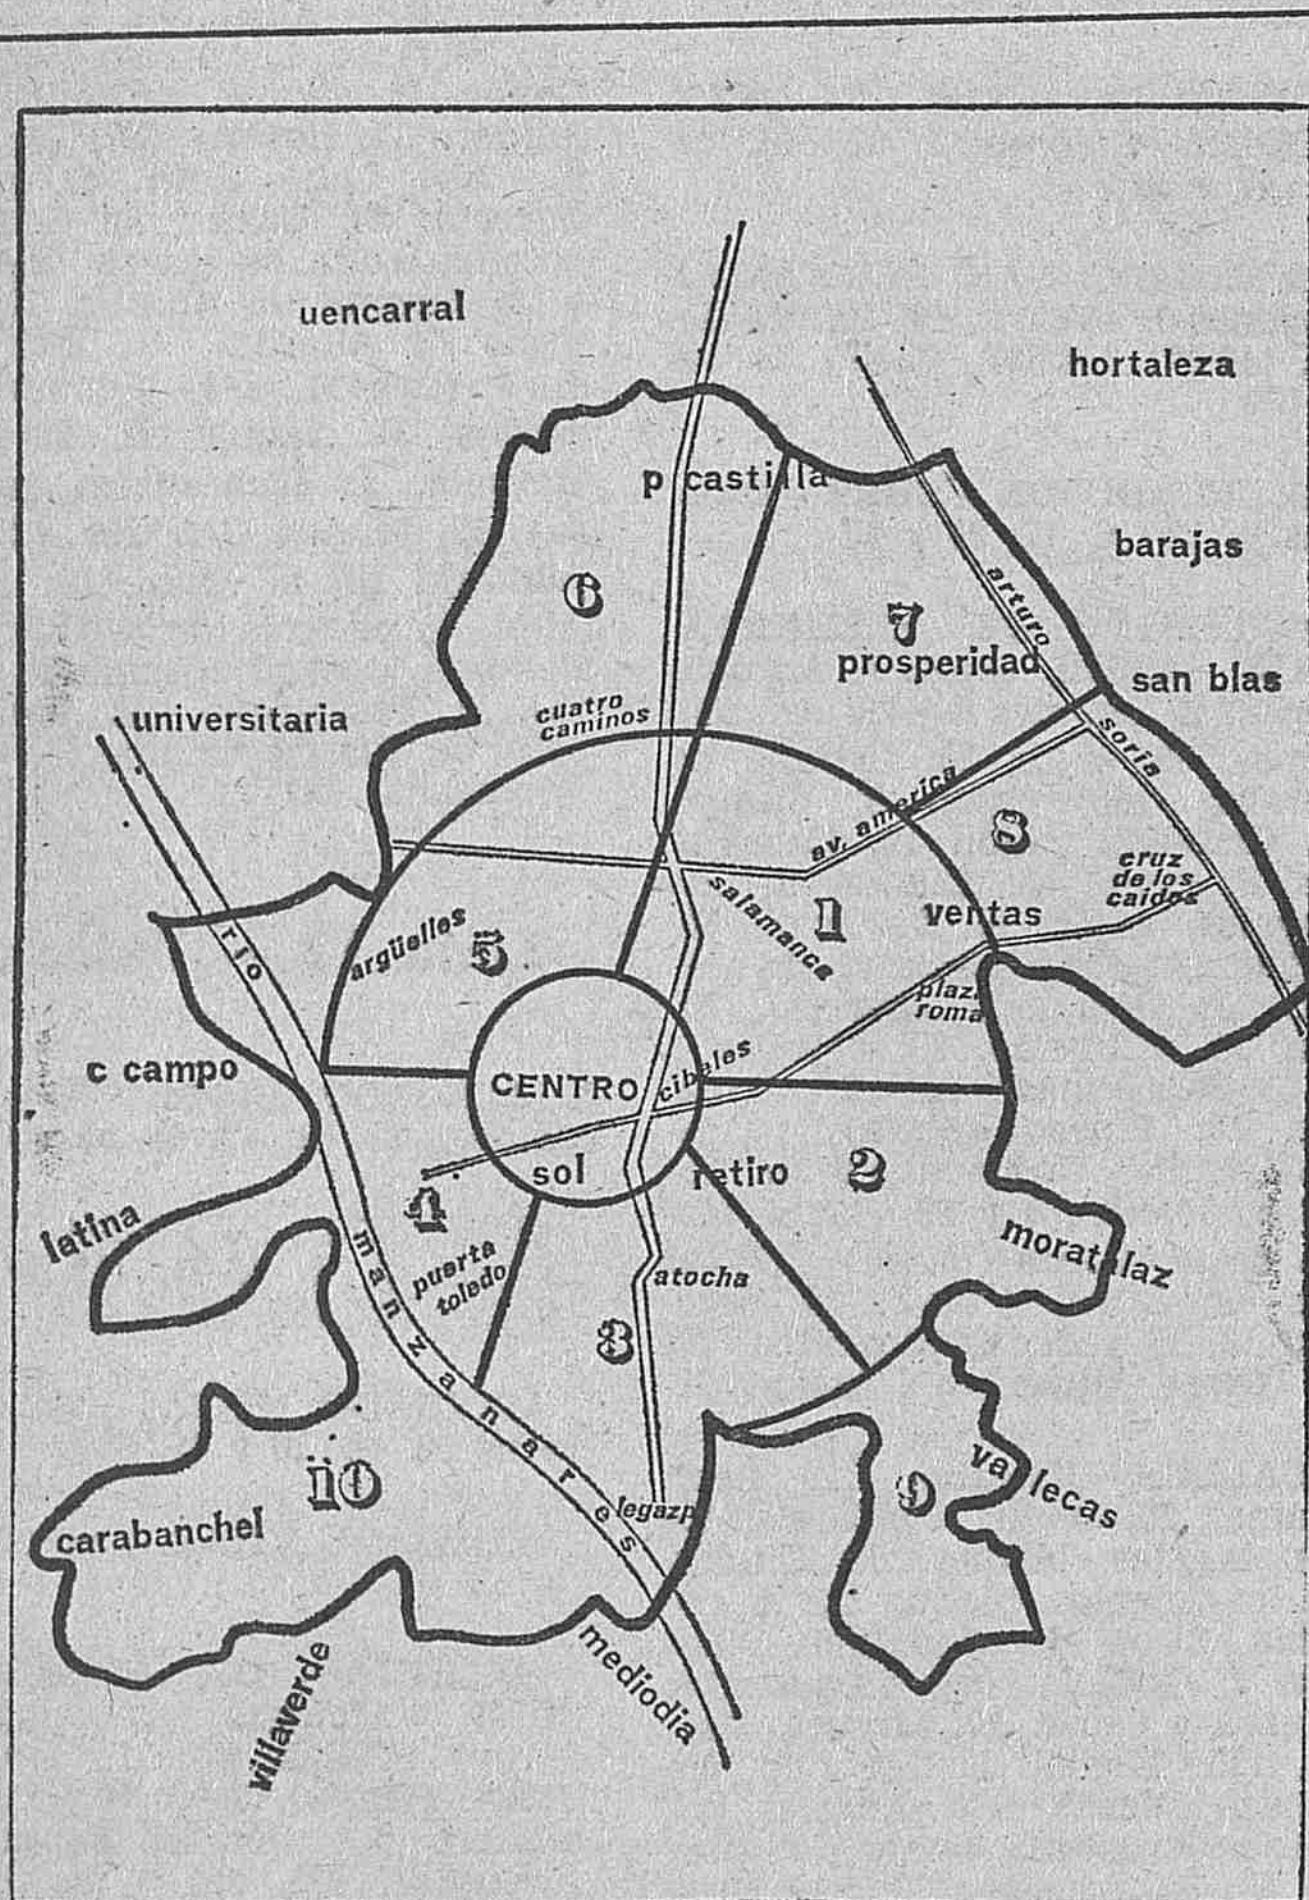 uencarral
hortaleza
p castilla
barajas
6
arturo
7
prosperidad
san blas
cuatro
caminos
universitaria
soria
av. america
8
cruz
de los
caidos
salamanca
1
ventas
argüelles
5
rio
plaza
roma
c campo
CENTRO
cibeles
sol
retiro
2
4
latina
manzanares
puerta
toledo
moratalaz
atocha
3
vallecas
9
10
legazpi
carabanchel
mediodia
villaverde